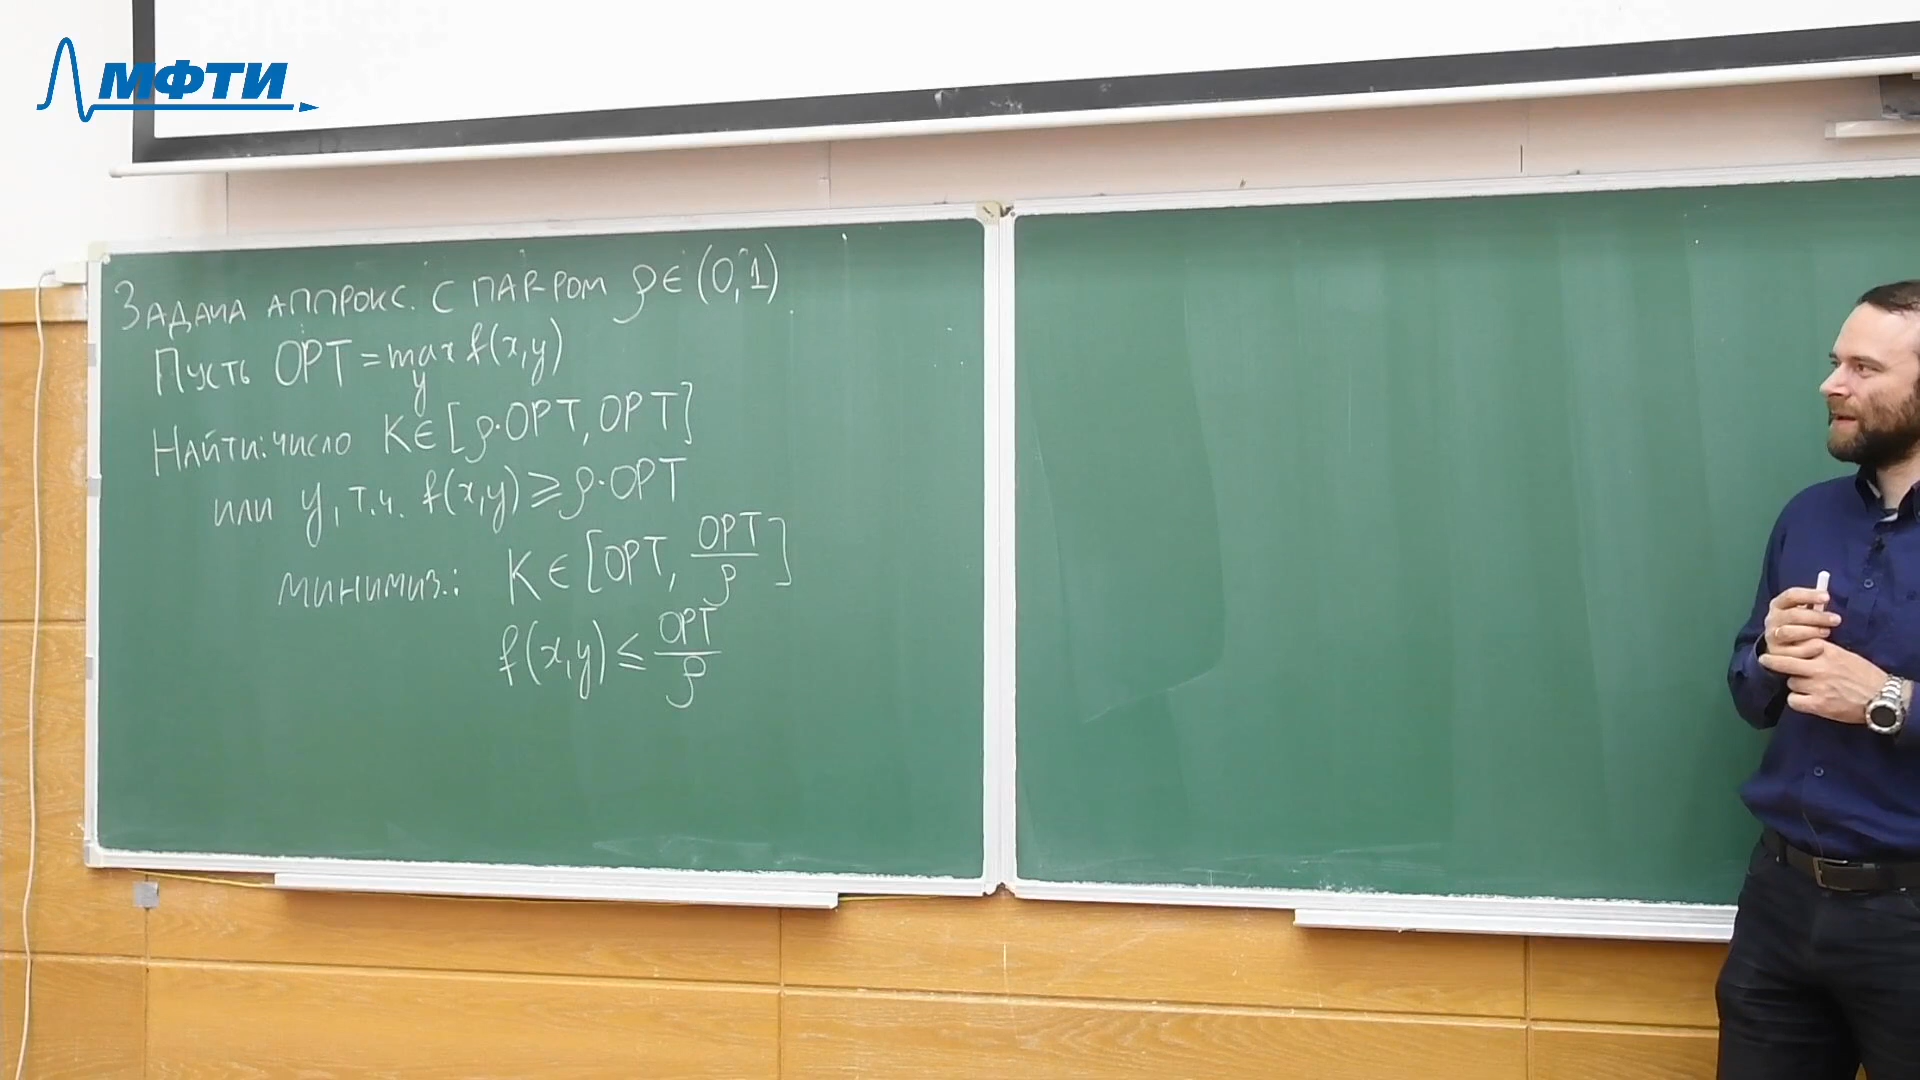 МФТИ
ЗАДАЧА АППРОКС. С ПАР-РОМ ρ∈(0,1)
Пусть OPT = max f(x,y)
y
НАЙТИ: число K∈[ρ·OPT, OPT]
или y, т.ч. f(x,y) ⩾ ρ·OPT
минимиз.: K∈[OPT, OPT/ρ]
f(x,y) ⩽ OPT/ρ